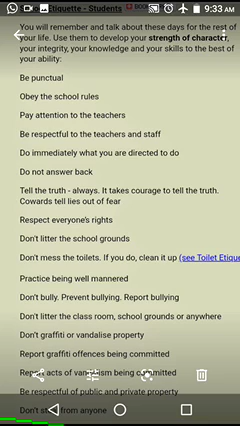 9:33 AM
Etiquette - Students
You will remember and talk about these days for the rest of
your life. Use them to develop your strength of character,
your integrity, your knowledge and your skills to the best of
your ability:
Be punctual
Obey the school rules
Pay attention to the teachers
Be respectful to the teachers and staff
Do immediately what you are directed to do
Do not answer back
Tell the truth - always. It takes courage to tell the truth.
Cowards tell lies out of fear
Respect everyone's rights
Don't litter the school grounds
Don't mess the toilets. If you do, clean it up (see Toilet Etique
Practice being well mannered
Don't bully. Prevent bullying. Report bullying
Don't litter the class room, school grounds or anywhere
Don't graffiti or vandalise property
Report graffiti offences being committed
Report acts of vandalism being committed
Be respectful of public and private property
Don't steal from anyone